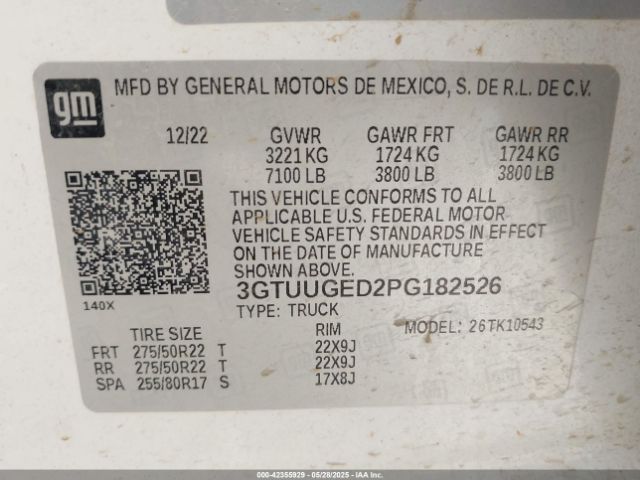 gm
MFD BY GENERAL MOTORS DE MEXICO, S. DE R.L. DE C.V.
12/22 GVWR GAWR FRT GAWR RR
3221 KG 1724 KG 1724 KG
7100 LB 3800 LB 3800 LB
THIS VEHICLE CONFORMS TO ALL
APPLICABLE U.S. FEDERAL MOTOR
VEHICLE SAFETY STANDARDS IN EFFECT
ON THE DATE OF MANUFACTURE
SHOWN ABOVE.
3GTUUGED2PG182526
140X
TYPE: TRUCK MODEL: 26TK10543
TIRE SIZE RIM
FRT 275/50R22 T 22X9J
RR 275/50R22 T 22X9J
SPA 255/80R17 S 17X8J
000-42355929 - 05/28/2025 - IAAI.COM